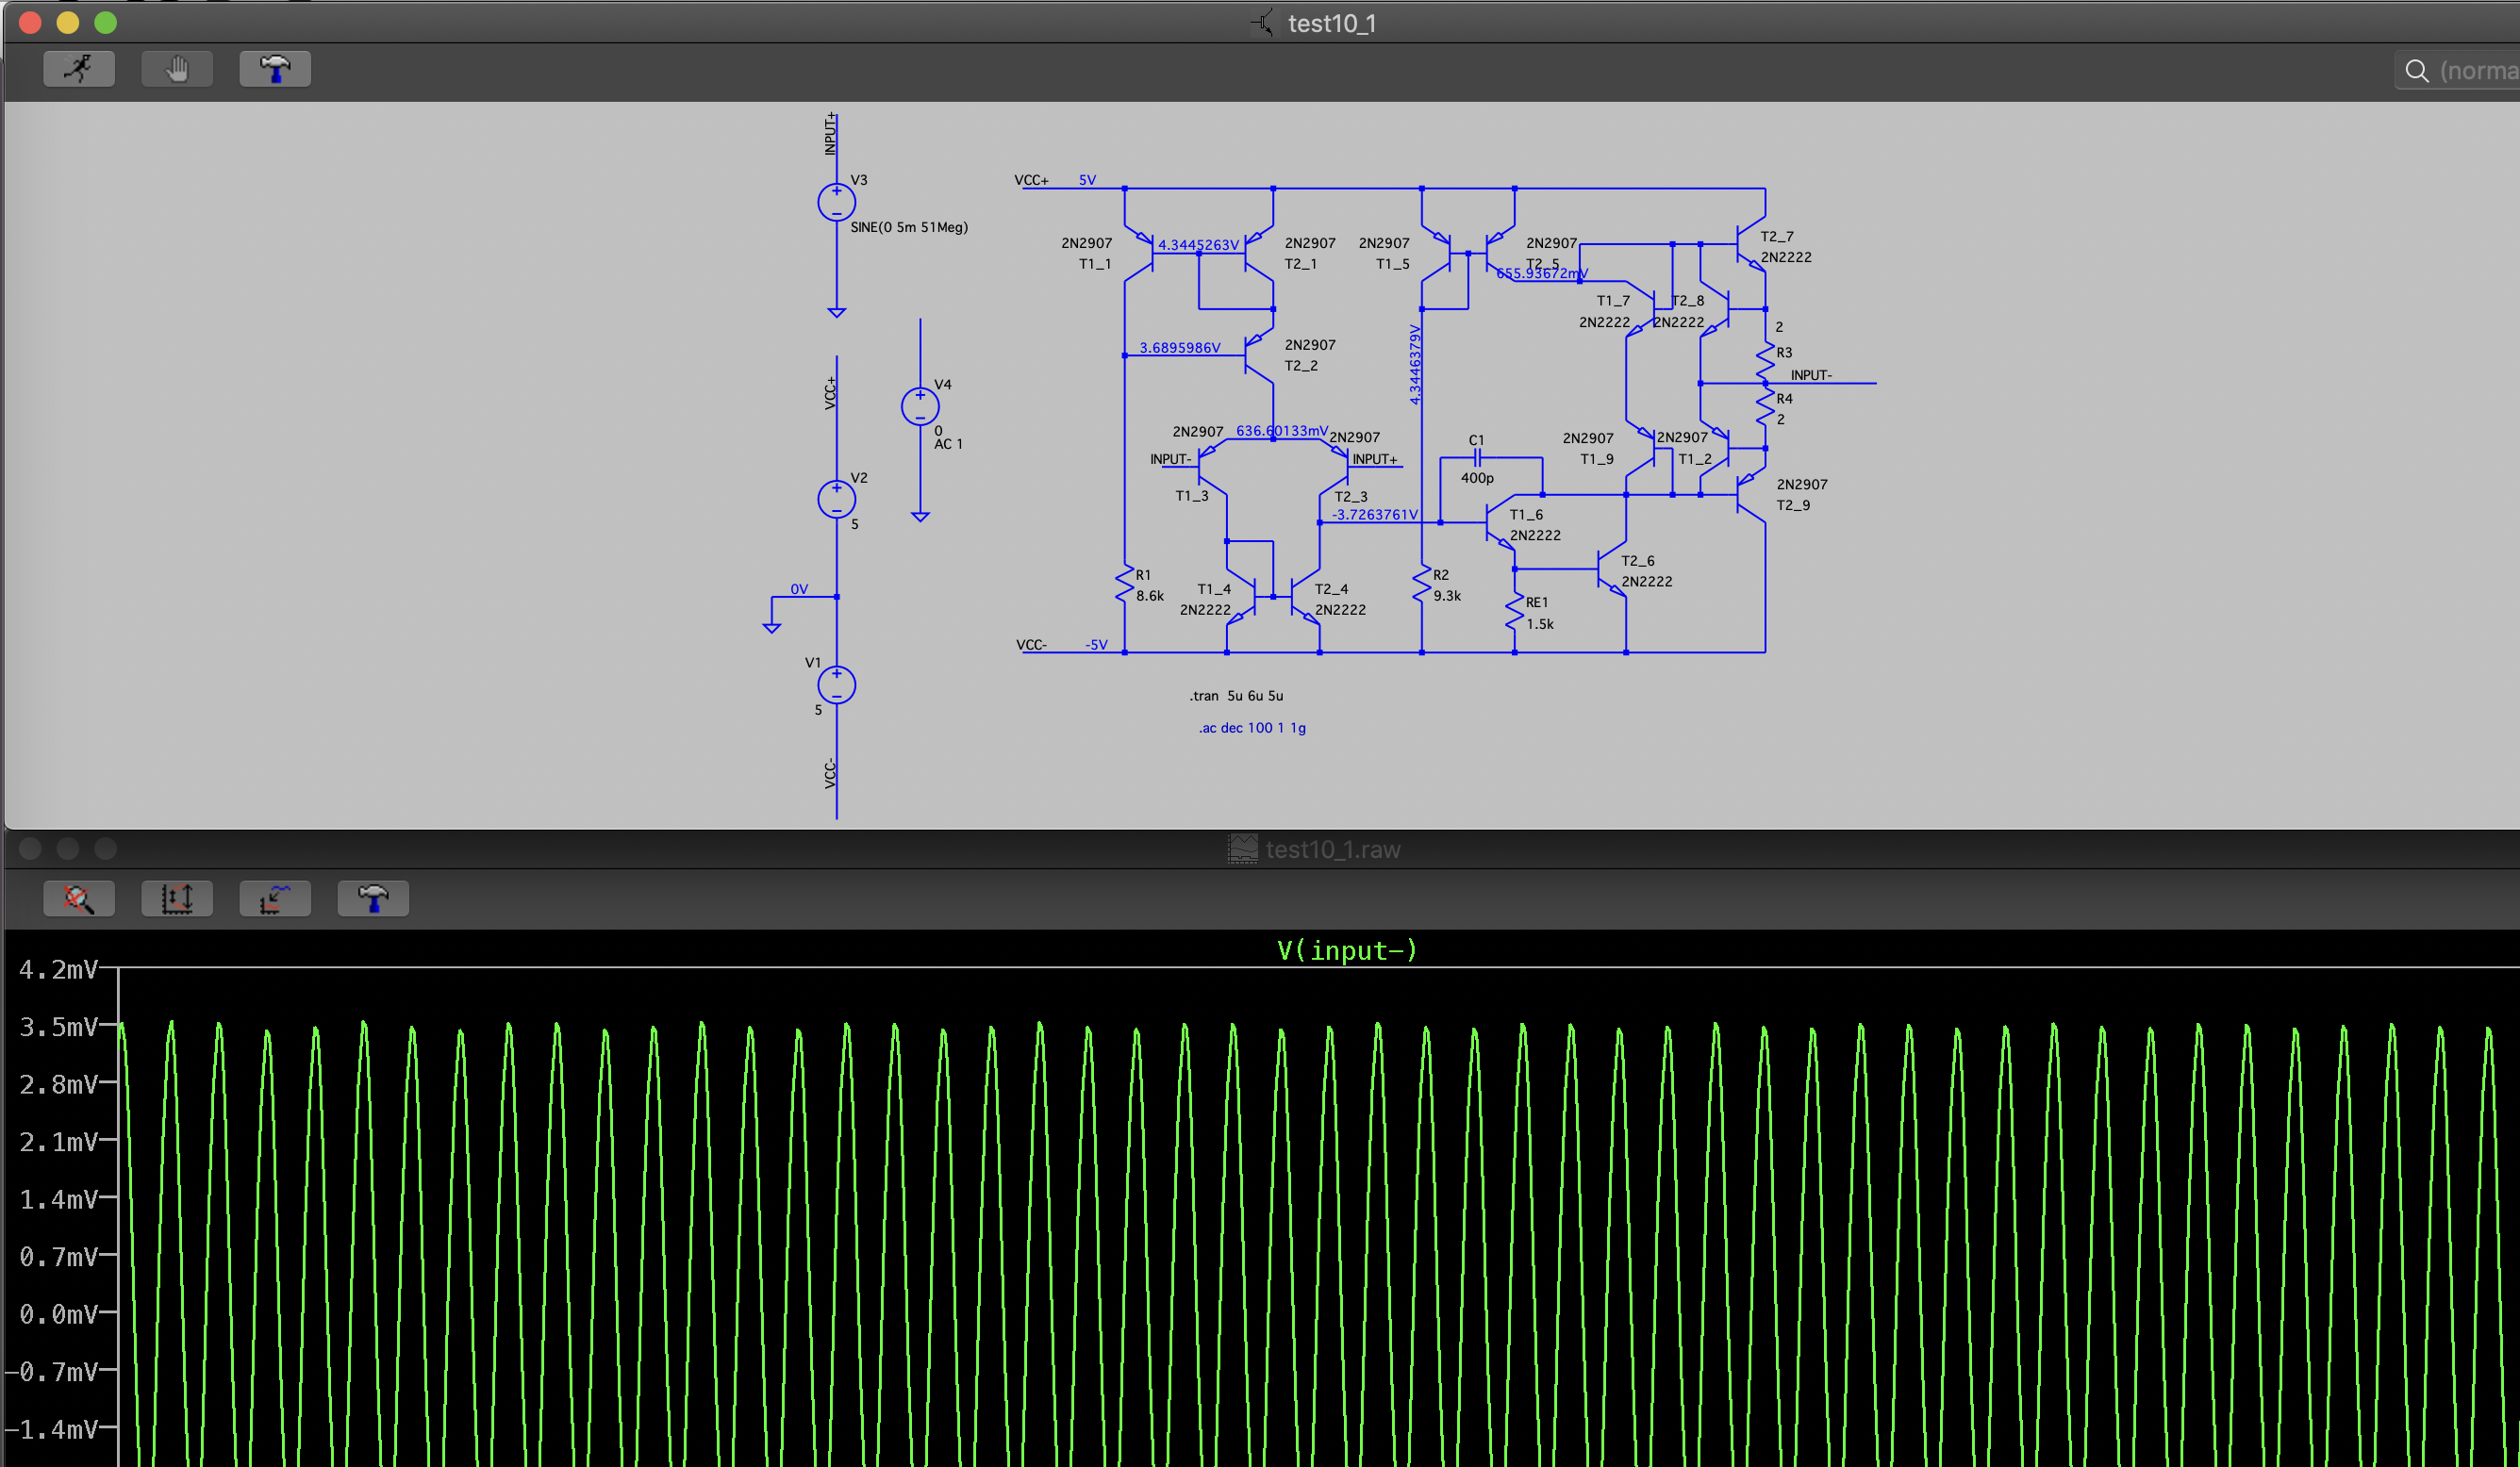 test10_1
(norma
INPUT+
V3
SINE(0 5m 51Meg)
VCC+
V4
0
AC 1
V2
5
0V
V1
5
VCC-
VCC+ 5V
2N2907
T1_1
4.3445263V
2N2907
T2_1
2N2907
T1_5
2N2907
T2_5
655.93672mV
T2_7
2N2222
T1_7
2N2222
T2_8
2N2222
2
R3
INPUT-
R4
2
3.6895986V
2N2907
T2_2
4.3446379V
2N2907
636.60133mV
2N2907
INPUT-
INPUT+
T1_3
T2_3
C1
400p
2N2907
T1_9
2N2907
T1_2
2N2907
T2_9
-3.7263761V
T1_6
2N2222
T2_6
2N2222
R1
8.6k
T1_4
2N2222
T2_4
2N2222
R2
9.3k
RE1
1.5k
VCC- -5V
.tran 5u 6u 5u
.ac dec 100 1 1g
test10_1.raw
V(input-)
4.2mV
3.5mV
2.8mV
2.1mV
1.4mV
0.7mV
0.0mV
-0.7mV
-1.4mV